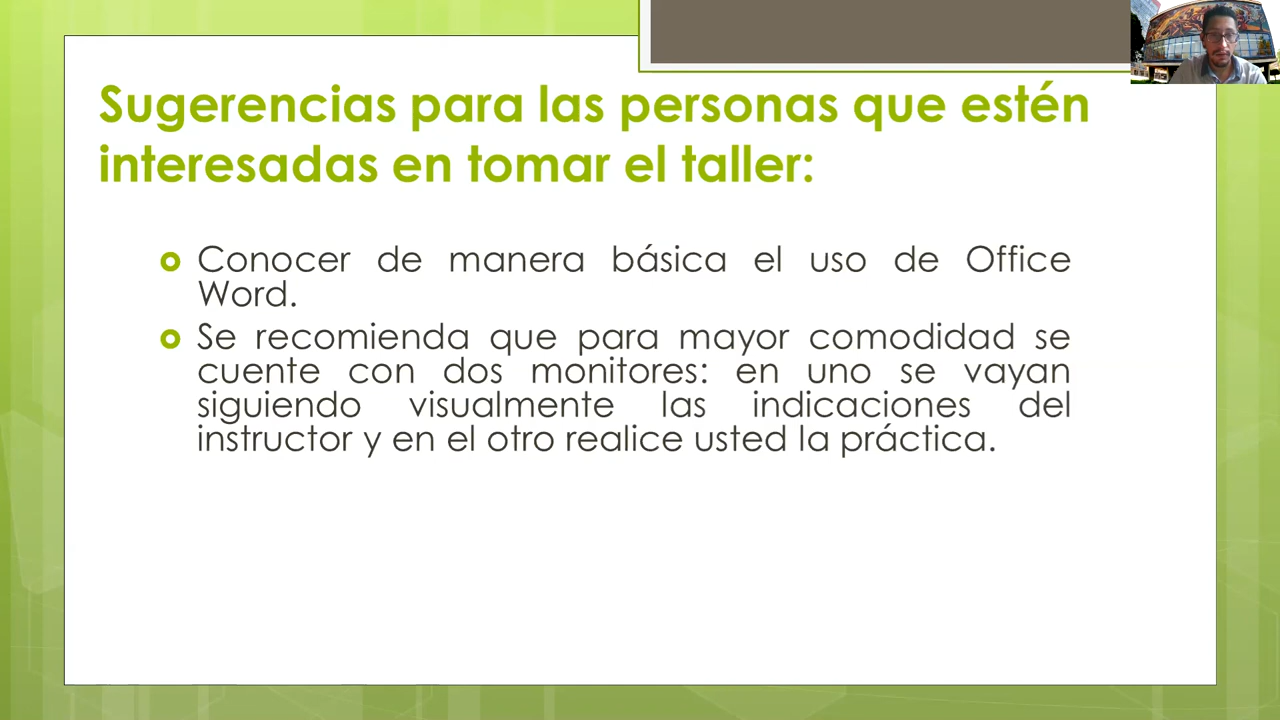 Sugerencias para las personas que estén
interesadas en tomar el taller:
Conocer de manera básica el uso de Office
Word.
Se recomienda que para mayor comodidad se
cuente con dos monitores: en uno se vayan
siguiendo visualmente las indicaciones del
instructor y en el otro realice usted la práctica.